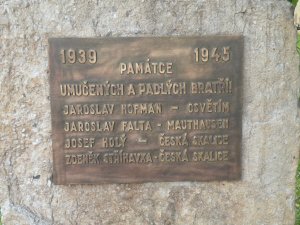 1939 1945
PAMÁTCE
UMUČENÝCH A PADLÝCH BRATŘÍ!
JAROSLAV HOFMAN – OSVĚTIM
JAROSLAV FALTA - MAUTHAUSEN
JOSEF HOLÝ – ČESKÁ SKALICE
ZDENĚK STŘIHAVKA-ČESKÁ SKALICE